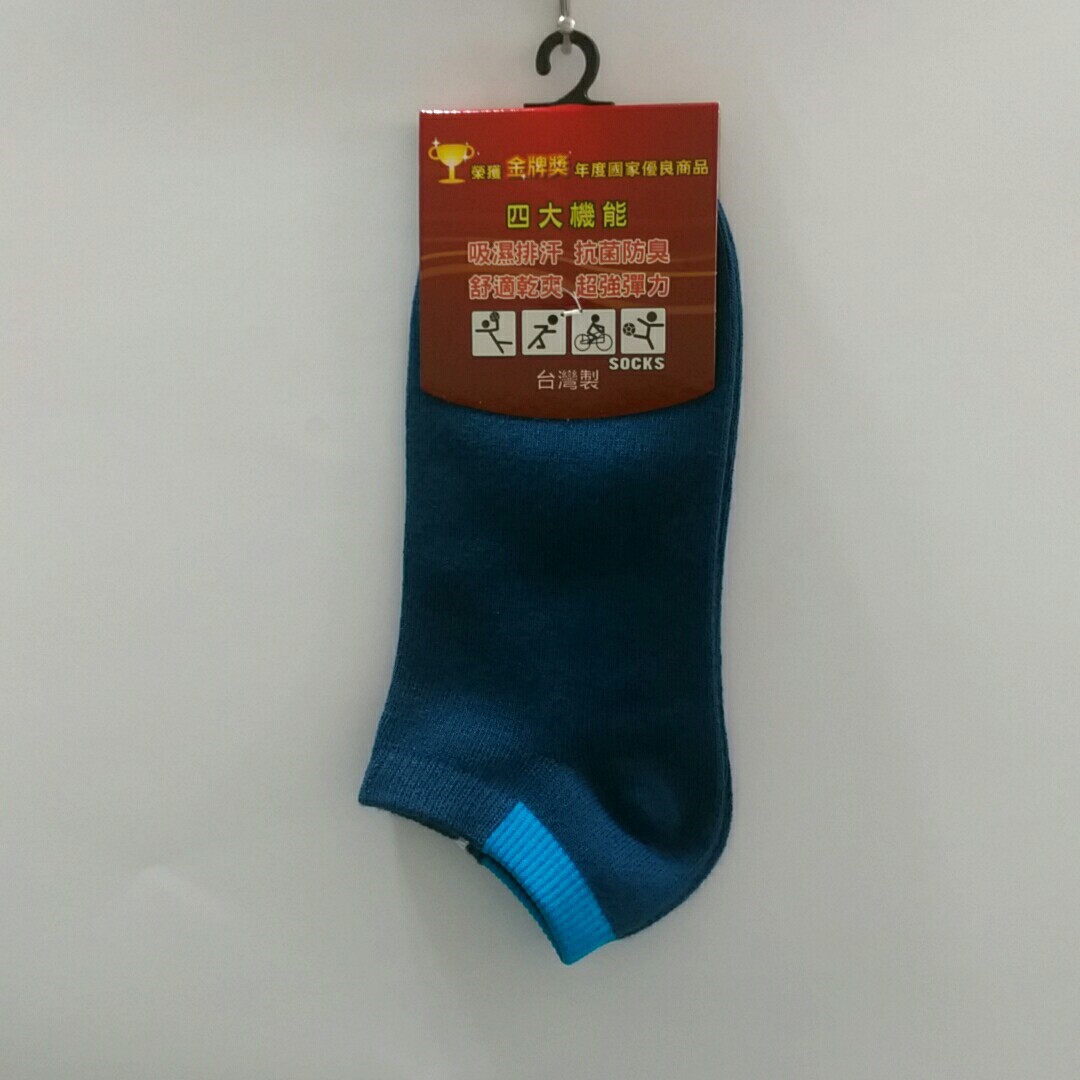 榮獲 金牌獎 年度國家優良商品
四大機能
吸濕排汗 抗菌防臭
舒適乾爽 超強彈力
SOCKS
台灣製